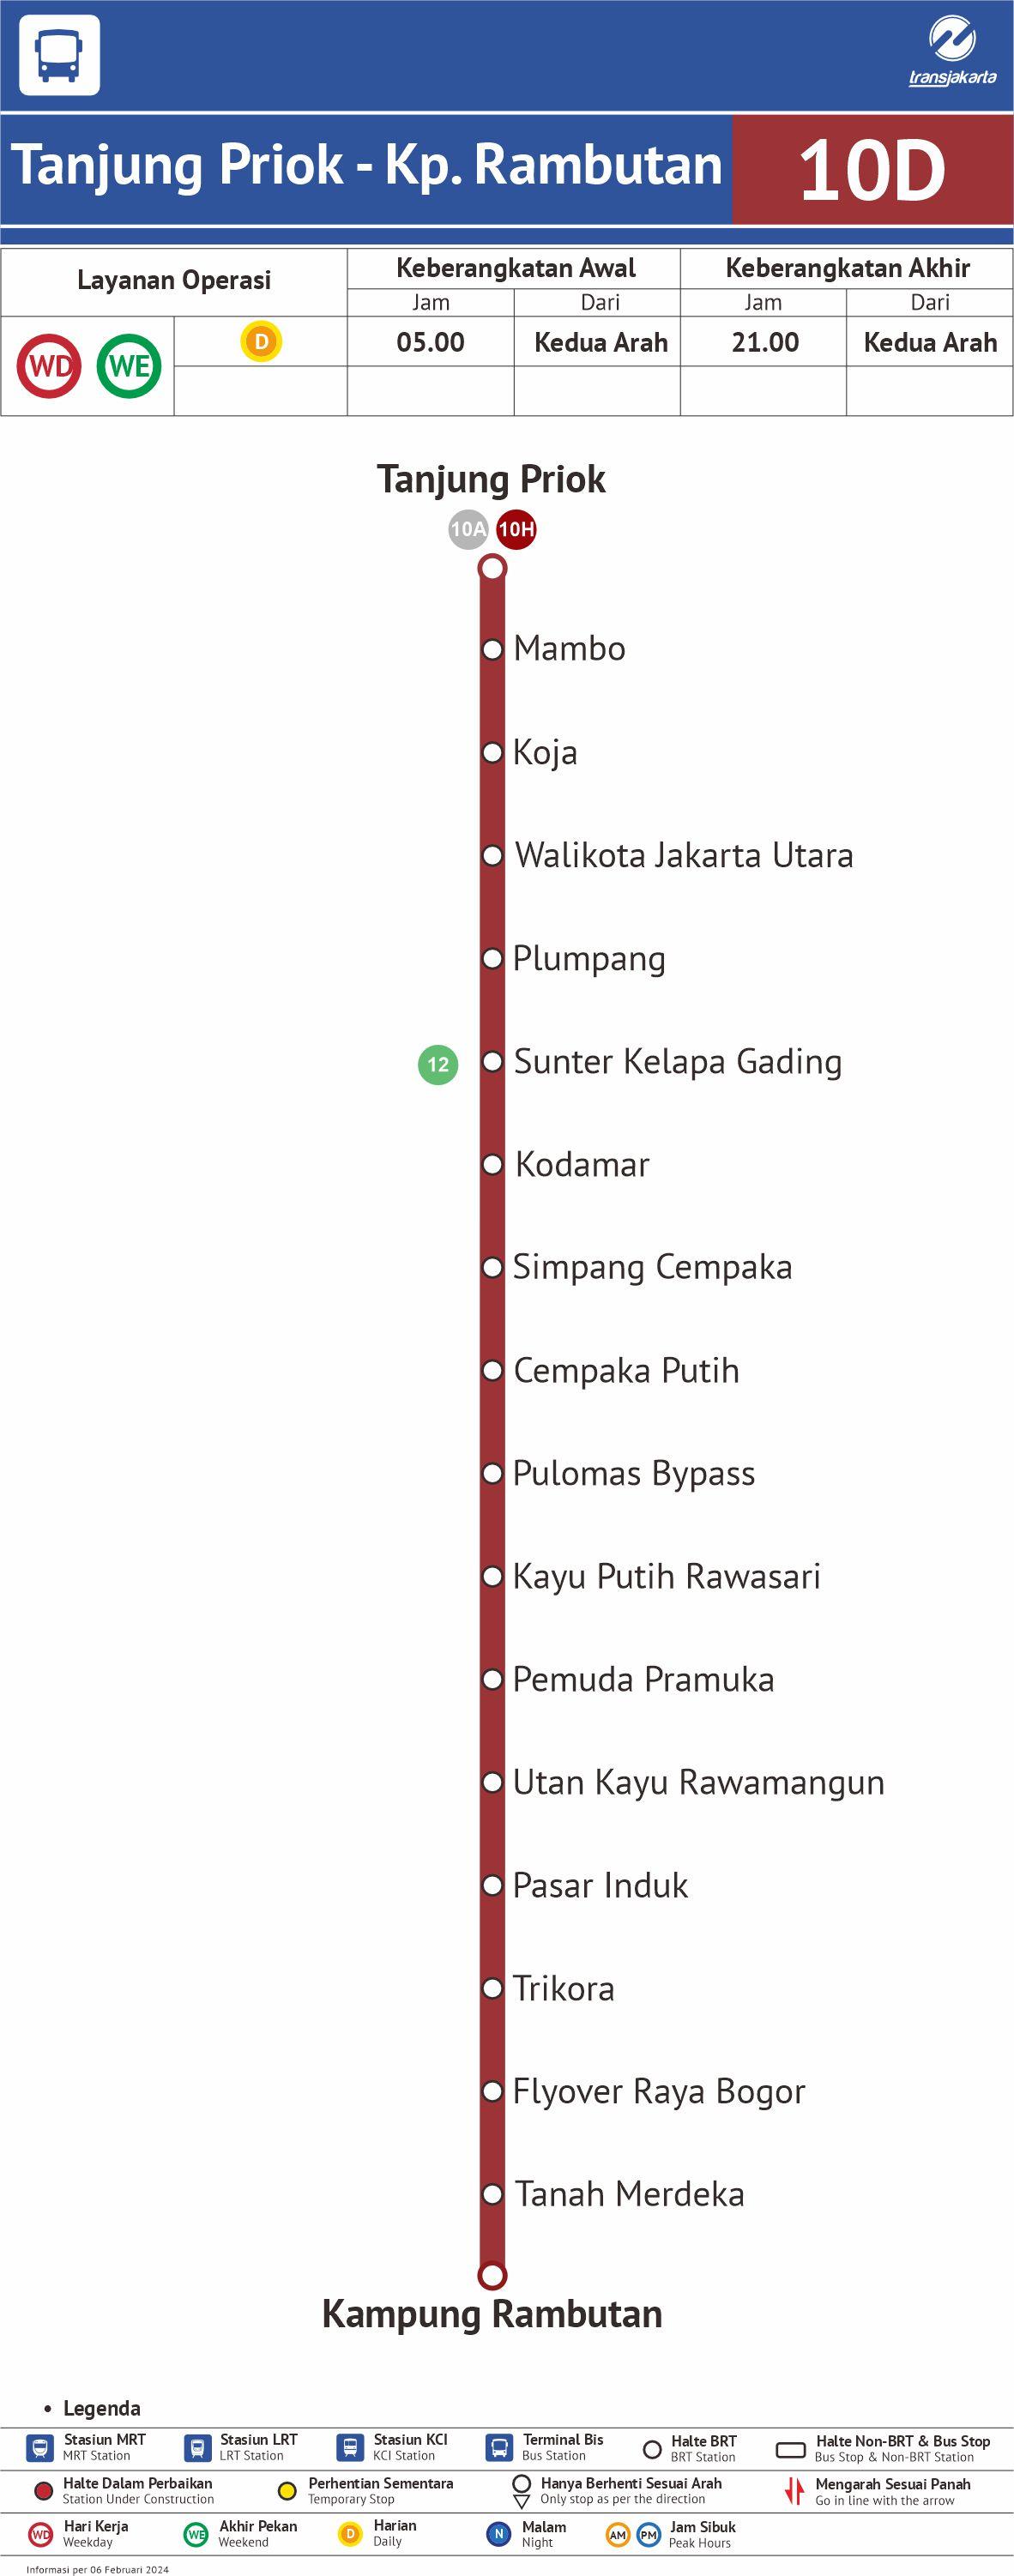 transjakarta
Tanjung Priok - Kp. Rambutan
10D
Layanan Operasi
Keberangkatan Awal
Keberangkatan Akhir
Jam
Dari
Jam
Dari
WD
WE
D
05.00
Kedua Arah
21.00
Kedua Arah
Tanjung Priok
10A
10H
Mambo
Koja
Walikota Jakarta Utara
Plumpang
12
Sunter Kelapa Gading
Kodamar
Simpang Cempaka
Cempaka Putih
Pulomas Bypass
Kayu Putih Rawasari
Pemuda Pramuka
Utan Kayu Rawamangun
Pasar Induk
Trikora
Flyover Raya Bogor
Tanah Merdeka
Kampung Rambutan
• Legenda
Stasiun MRT
MRT Station
Stasiun LRT
LRT Station
Stasiun KCI
KCI Station
Terminal Bis
Bus Station
Halte BRT
BRT Station
Halte Non-BRT & Bus Stop
Bus Stop & Non-BRT Station
Halte Dalam Perbaikan
Station Under Construction
Perhentian Sementara
Temporary Stop
Hanya Berhenti Sesuai Arah
Only stop as per the direction
Mengarah Sesuai Panah
Go in line with the arrow
WD
Hari Kerja
Weekday
WE
Akhir Pekan
Weekend
D
Harian
Daily
N
Malam
Night
AM
PM
Jam Sibuk
Peak Hours
Informasi per 06 Februari 2024